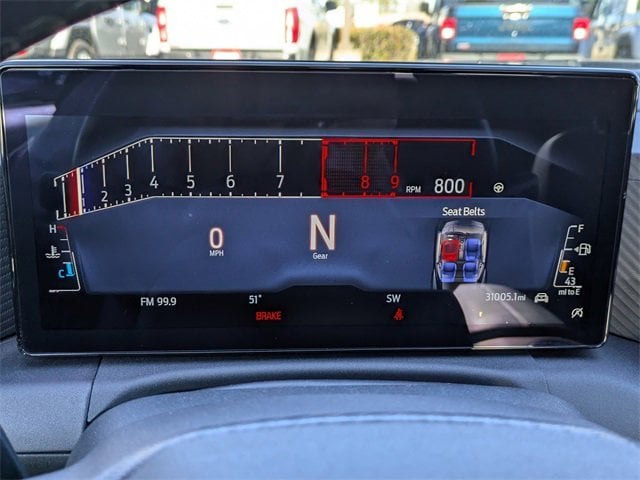 2 3 4 5 6 7 8 9 RPM 800
Seat Belts
H 0 N F
MPH Gear
C E
43
mi to E
FM 99.9 51° SW 31005.1 mi
BRAKE